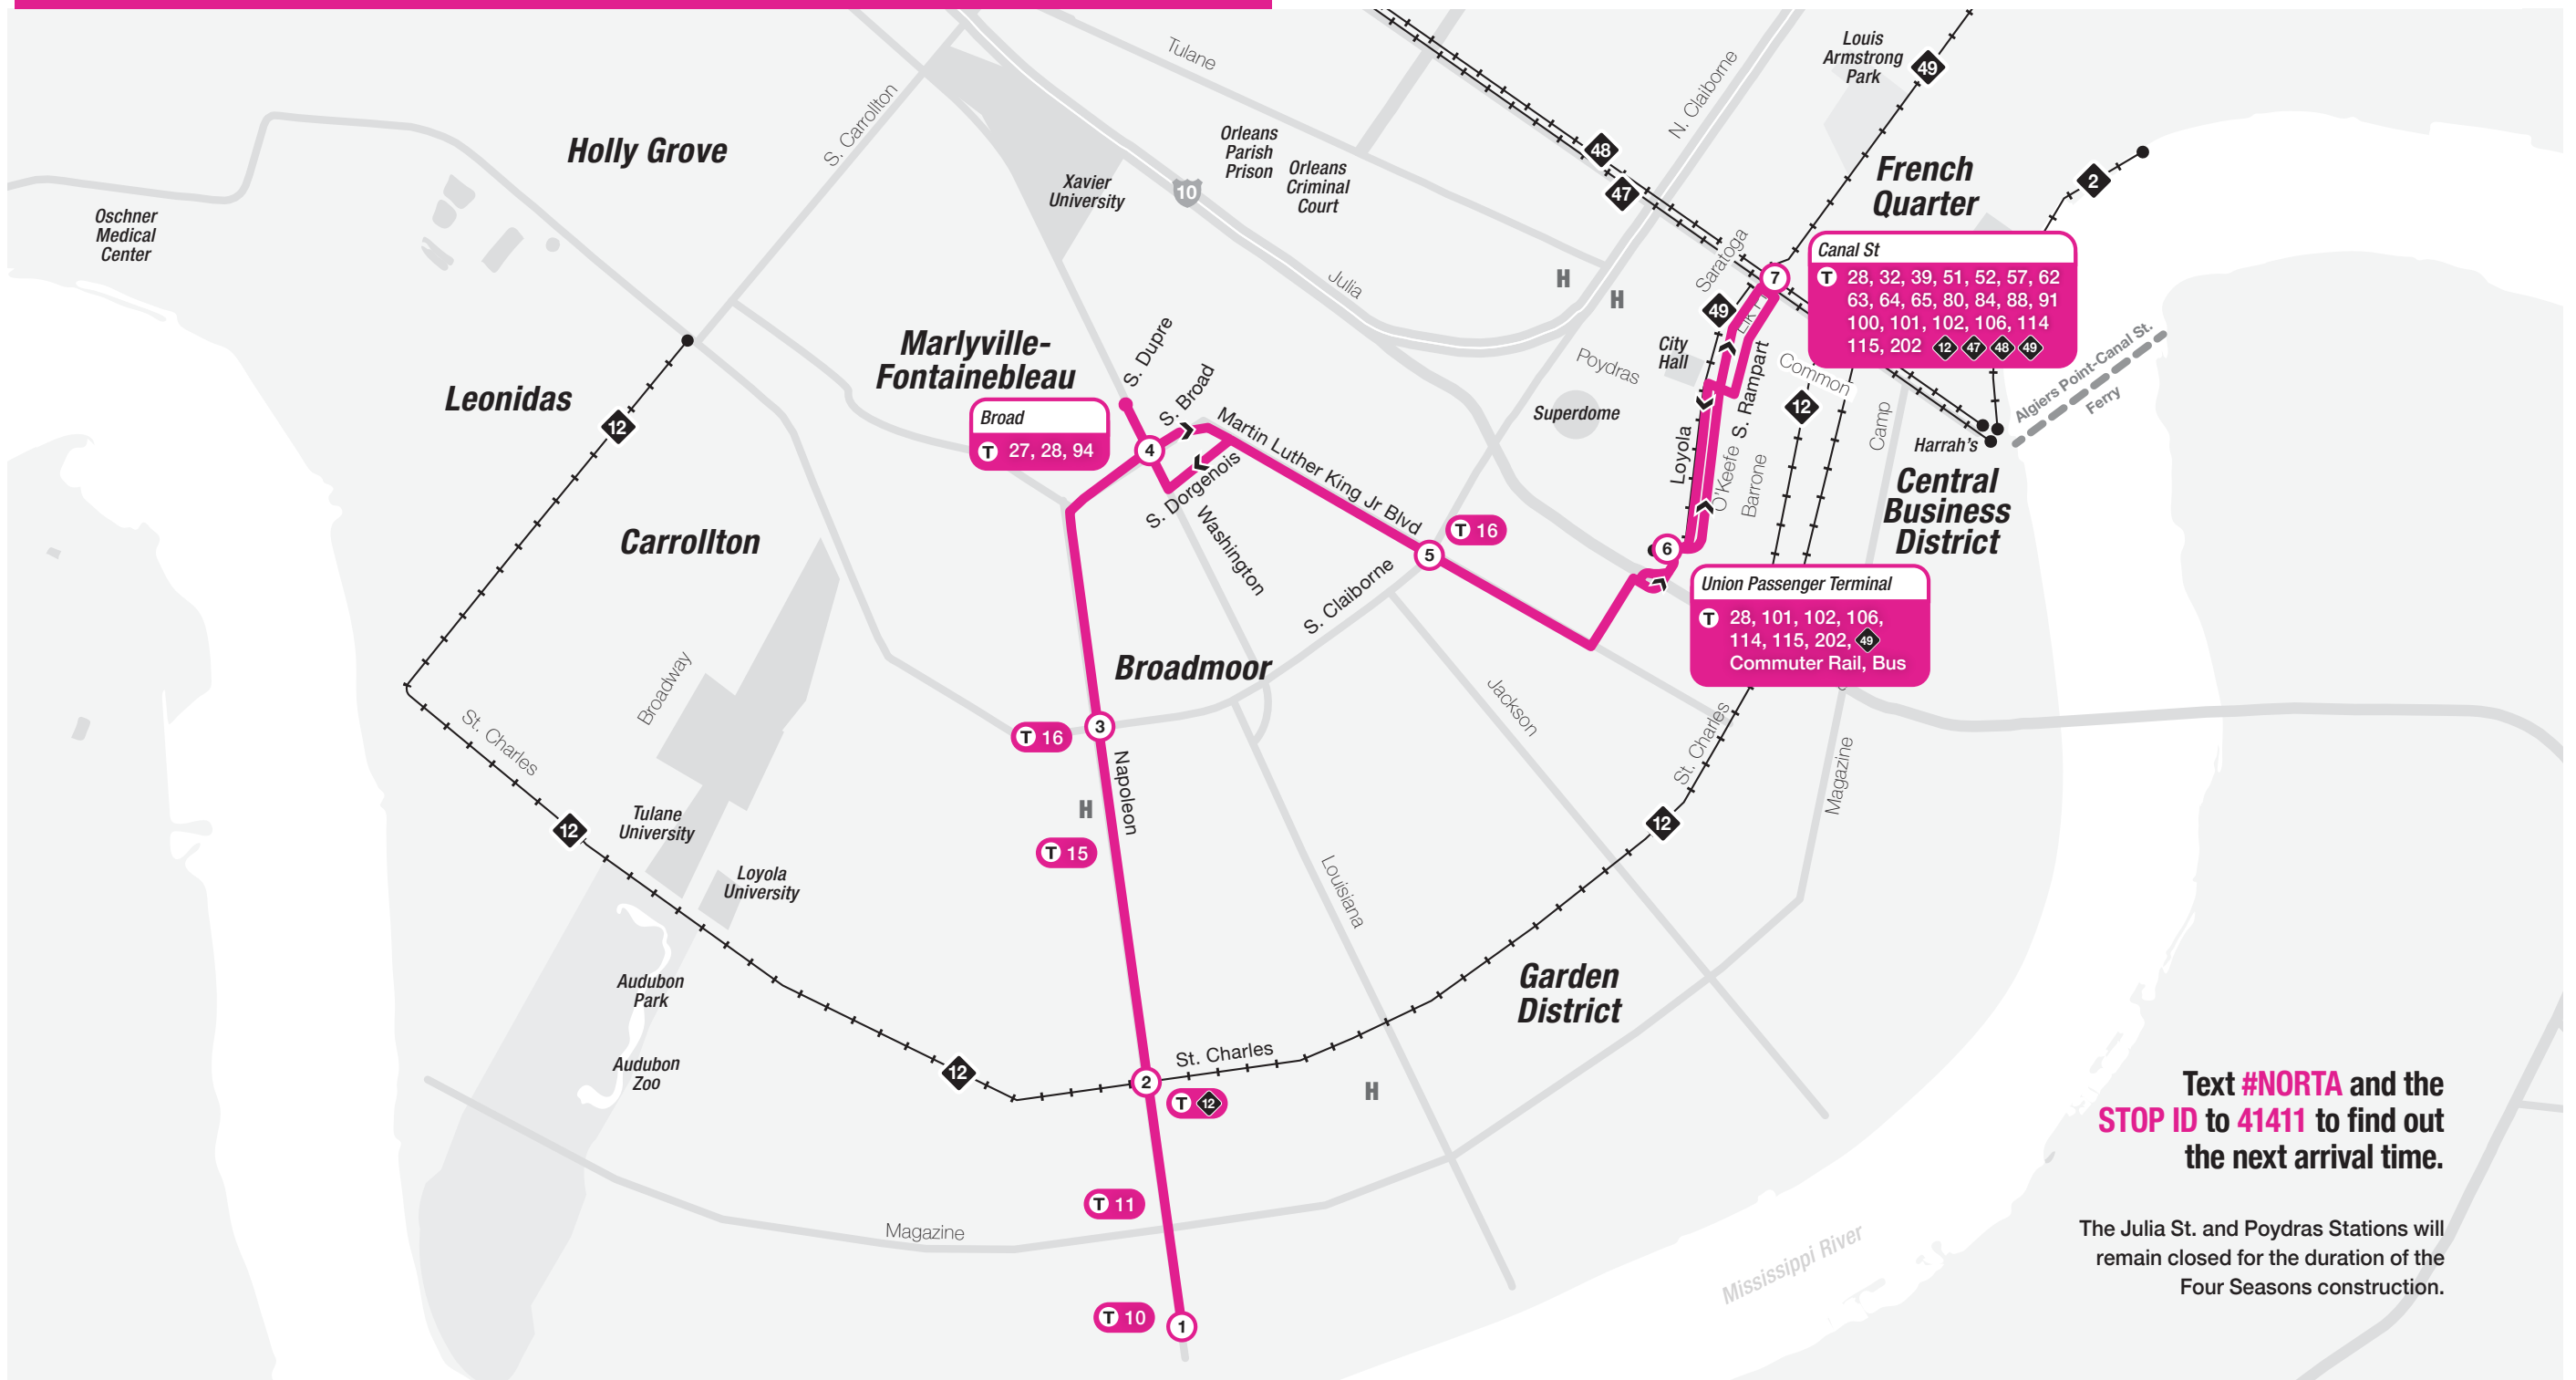 Tulane
Louis
Armstrong
Park
49
S. Carrollton
N. Claiborne
Holly Grove
Orleans
Parish
Prison
Orleans
Criminal
Court
48
47
French
Quarter
2
Xavier
University
10
Oschner
Medical
Center
Saratoga
H
H
Julia
7
49
Canal St
T 28, 32, 39, 51, 52, 57, 62
63, 64, 65, 80, 84, 88, 91
100, 101, 102, 106, 114
115, 202 12 47 48 49
Marlyville-
Fontainebleau
S. Dupre
City
Hall
Poydras
S. Rampart
Common
Algiers Point-Canal St.
Ferry
Leonidas
12
Broad
T 27, 28, 94
S. Broad
4
Martin Luther King Jr Blvd
Superdome
12
Camp
Harrah's
Loyola
O'Keefe
Barrone
Central
Business
District
S. Dorgenois
Washington
Carrollton
5
T 16
6
S. Claiborne
Union Passenger Terminal
T 28, 101, 102, 106,
114, 115, 202, 49
Commuter Rail, Bus
Broadmoor
Broadway
Jackson
St. Charles
St. Charles
T 16
3
Napoleon
Magazine
H
12
Tulane
University
12
T 15
Loyola
University
Louisiana
Audubon
Park
Garden
District
Audubon
Zoo
12
St. Charles
2
T 12
H
Text #NORTA and the
STOP ID to 41411 to find out
the next arrival time.
T 11
Magazine
Mississippi River
The Julia St. and Poydras Stations will
remain closed for the duration of the
Four Seasons construction.
T 10
1